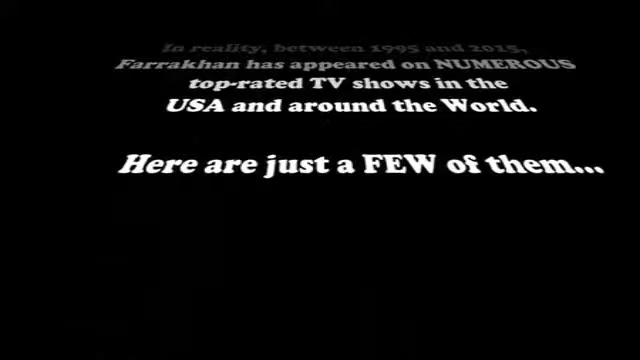 In reality, between 1995 and 2015,
Farrakhan has appeared on NUMEROUS
top-rated TV shows in the
USA and around the World.
Here are just a FEW of them...